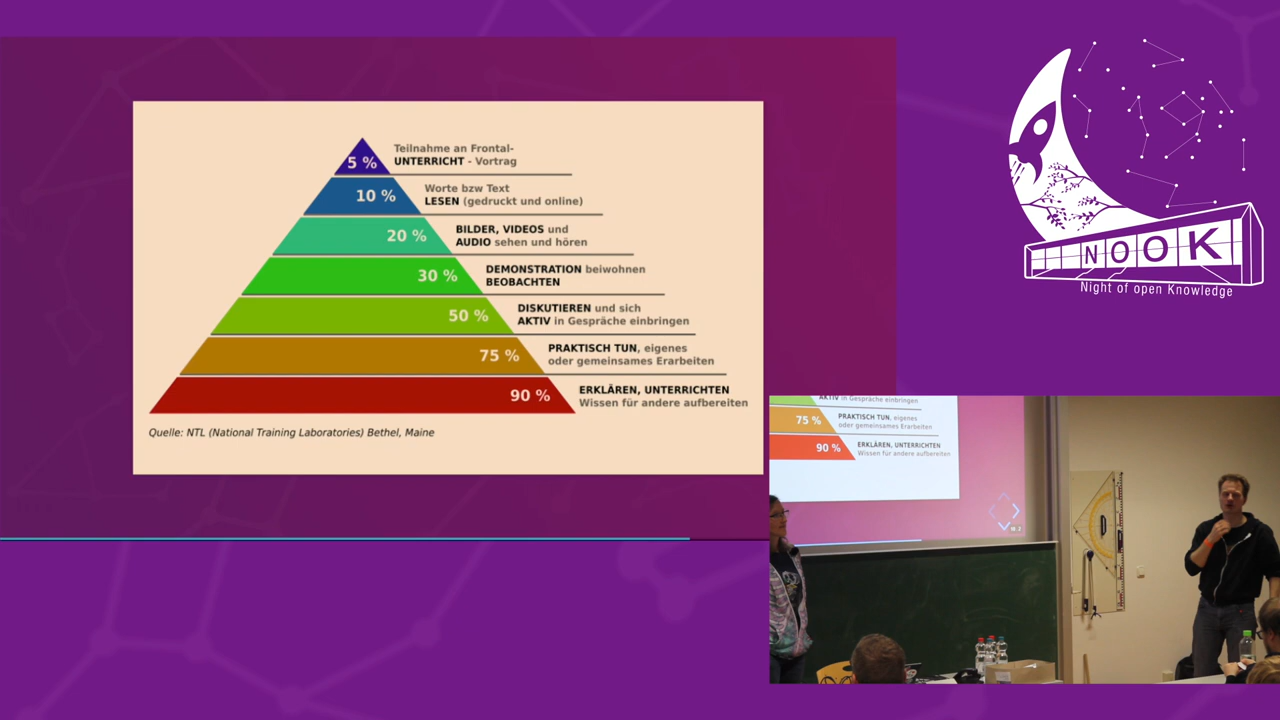 5 %
Teilnahme an Frontal-
UNTERRICHT - Vortrag
10 %
Worte bzw Text
LESEN (gedruckt und online)
20 %
BILDER, VIDEOS und
AUDIO sehen und hören
30 %
DEMONSTRATION beiwohnen
BEOBACHTEN
50 %
DISKUTIEREN und sich
AKTIV in Gespräche einbringen
75 %
PRAKTISCH TUN, eigenes
oder gemeinsames Erarbeiten
90 %
ERKLÄREN, UNTERRICHTEN
Wissen für andere aufbereiten
Quelle: NTL (National Training Laboratories) Bethel, Maine
NOOK
Night of open Knowledge
AKTIV in Gespräche einbringen
75 %
PRAKTISCH TUN, eigenes
oder gemeinsames Erarbeiten
90 %
ERKLÄREN, UNTERRICHTEN
Wissen für andere aufbereiten